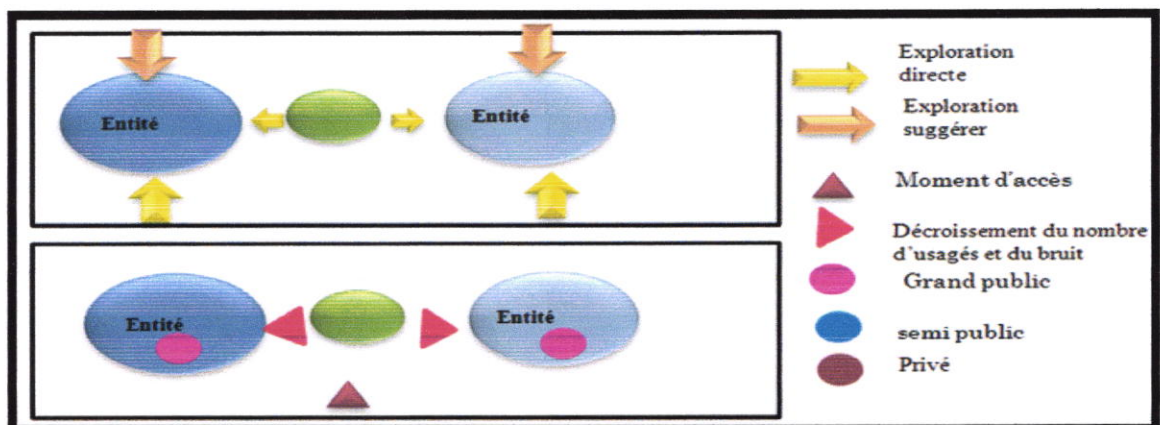 Entité
Entité
Entité
Entité
Exploration
directe
Exploration
suggérer
Moment d'accès
Décroissement du nombre
d'usagés et du bruit
Grand public
semi public
Privé